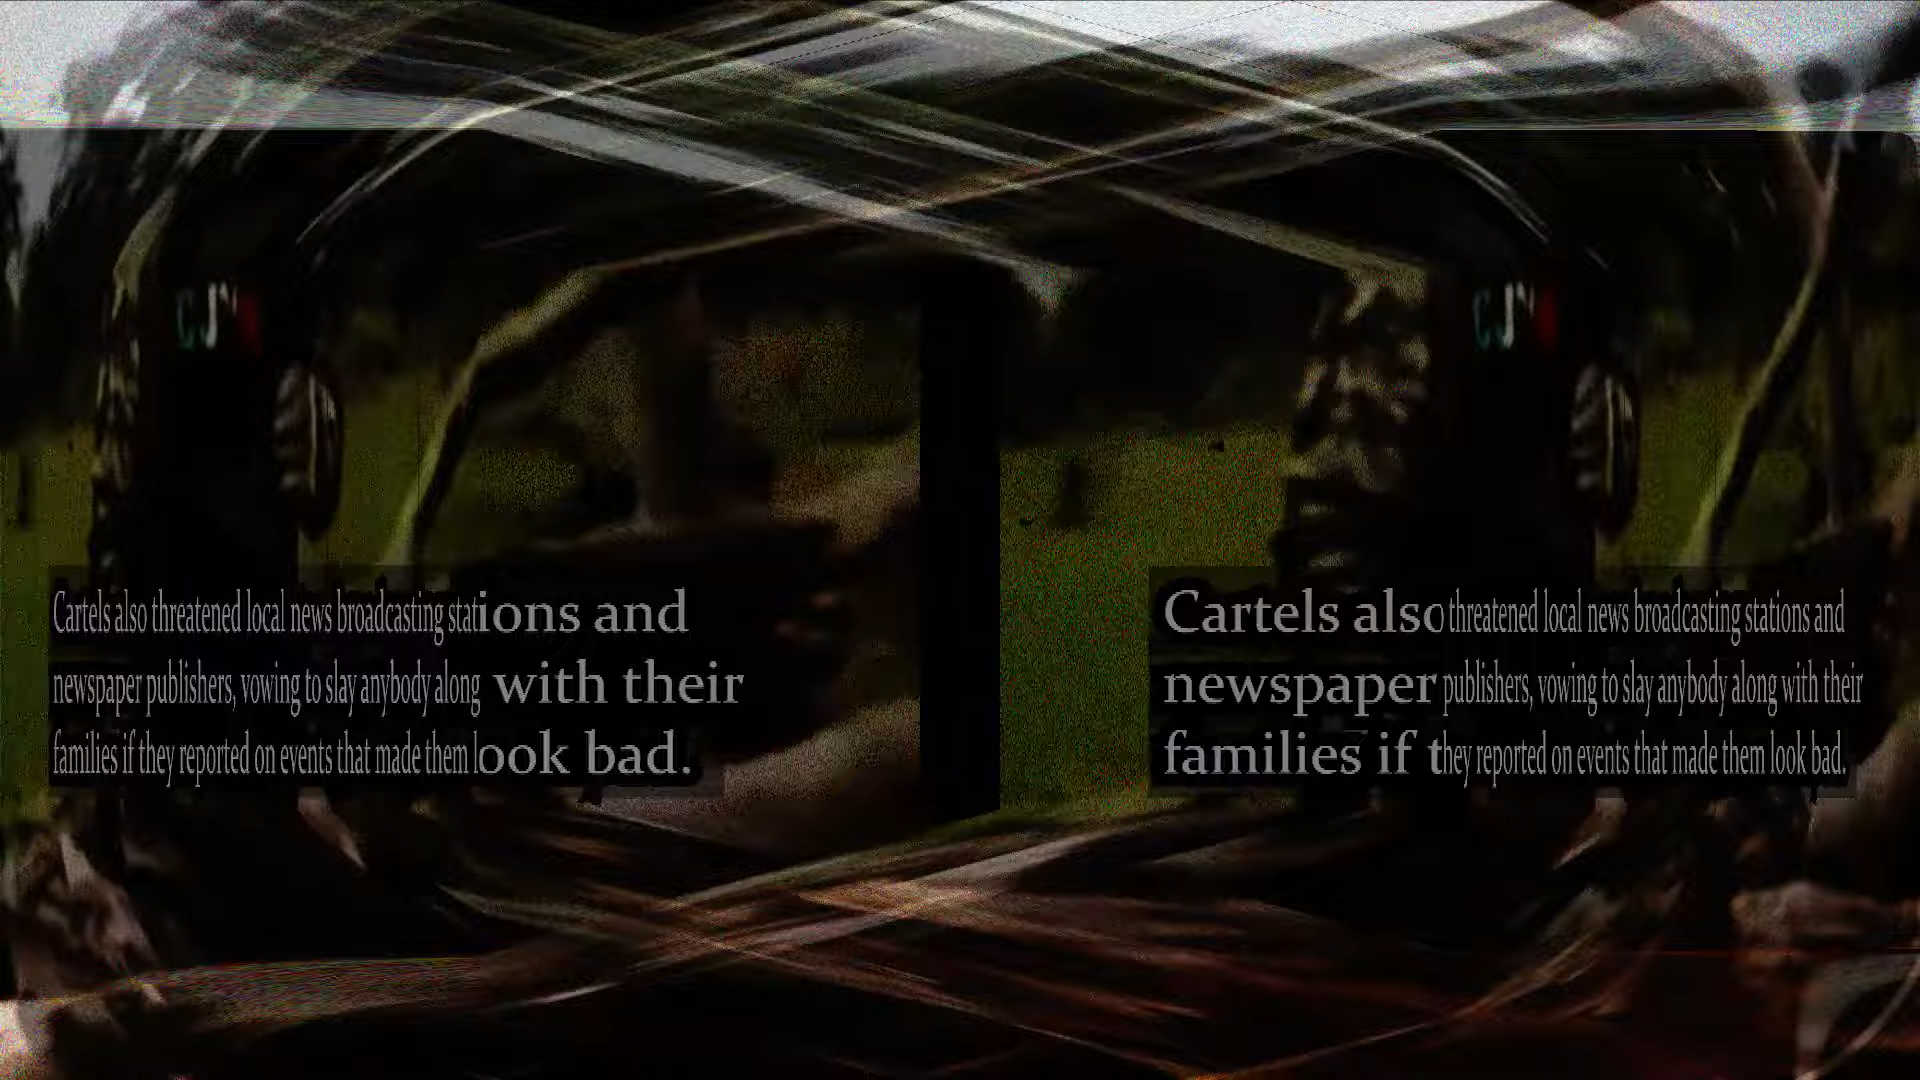 CJN
CJN
Cartels also threatened local news broadcasting stations and
newspaper publishers, vowing to slay anybody along with their
families if they reported on events that made them look bad.
Cartels also threatened local news broadcasting stations and
newspaper publishers, vowing to slay anybody along with their
families if they reported on events that made them look bad.